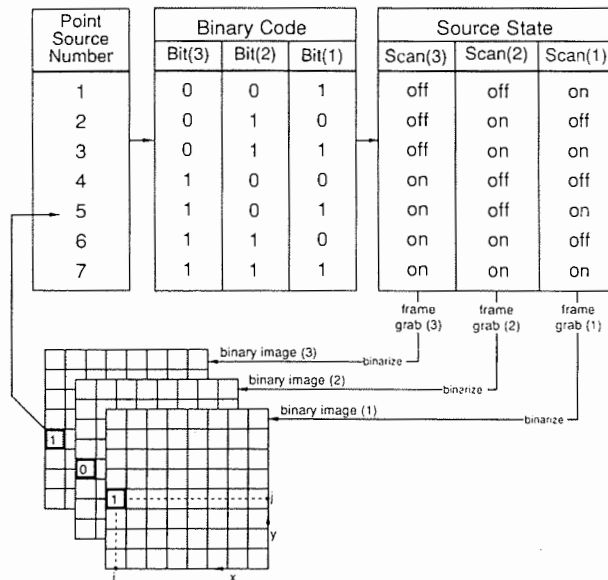 Point Source Number
Binary Code
Source State
Bit(3) Bit(2) Bit(1)
Scan(3) Scan(2) Scan(1)
1 0 0 1 off off on
2 0 1 0 off on off
3 0 1 1 off on on
4 1 0 0 on off off
5 1 0 1 on off on
6 1 1 0 on on off
7 1 1 1 on on on
frame grab (3)
frame grab (2)
frame grab (1)
binary image (3)
binarize
binary image (2)
binarize
binary image (1)
binarize
1
0
1
j
y
i
x